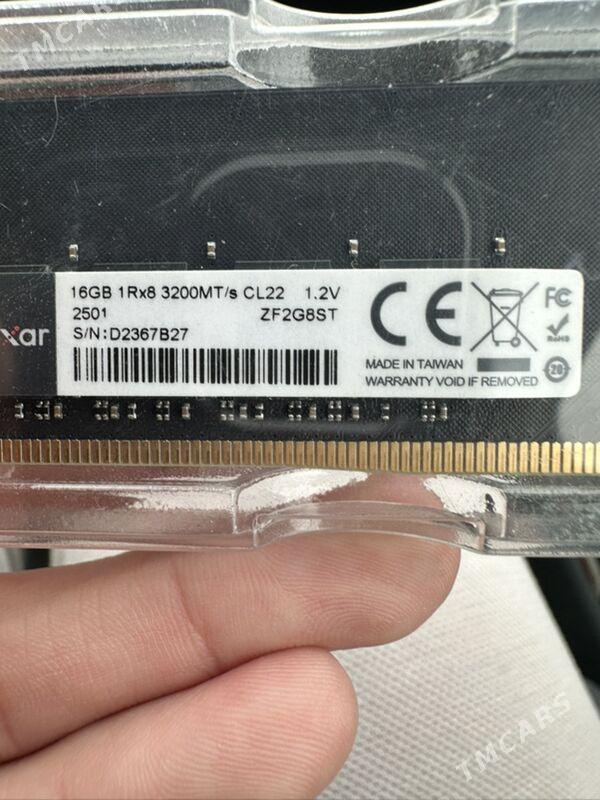 TMCARS
16GB 1Rx8 3200MT/s CL22 1.2V
2501 ZF2G8ST
xar
S/N:D2367B27
CE
FC
RoHS
MADE IN TAIWAN
20
WARRANTY VOID IF REMOVED
TMCARS